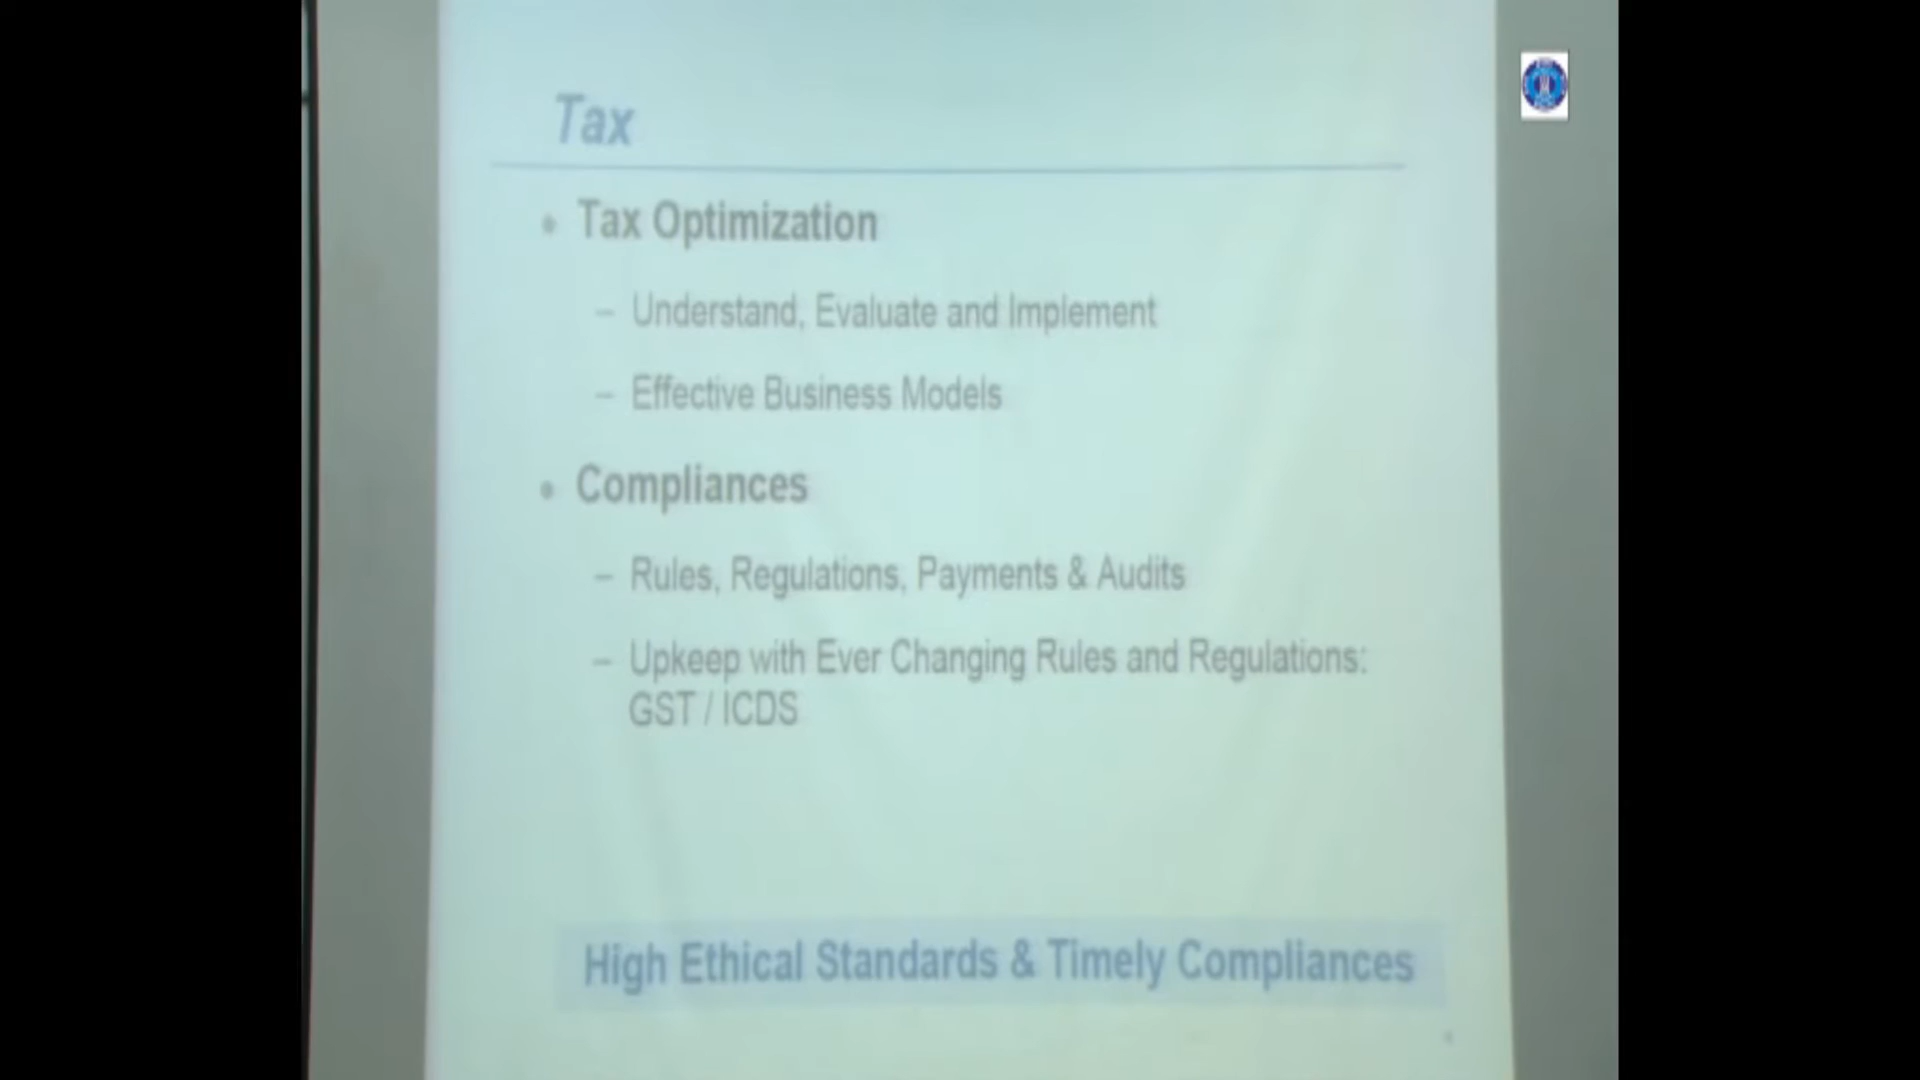 Tax
• Tax Optimization
– Understand, Evaluate and Implement
– Effective Business Models
• Compliances
– Rules, Regulations, Payments & Audits
– Upkeep with Ever Changing Rules and Regulations:
GST / ICDS
High Ethical Standards & Timely Compliances